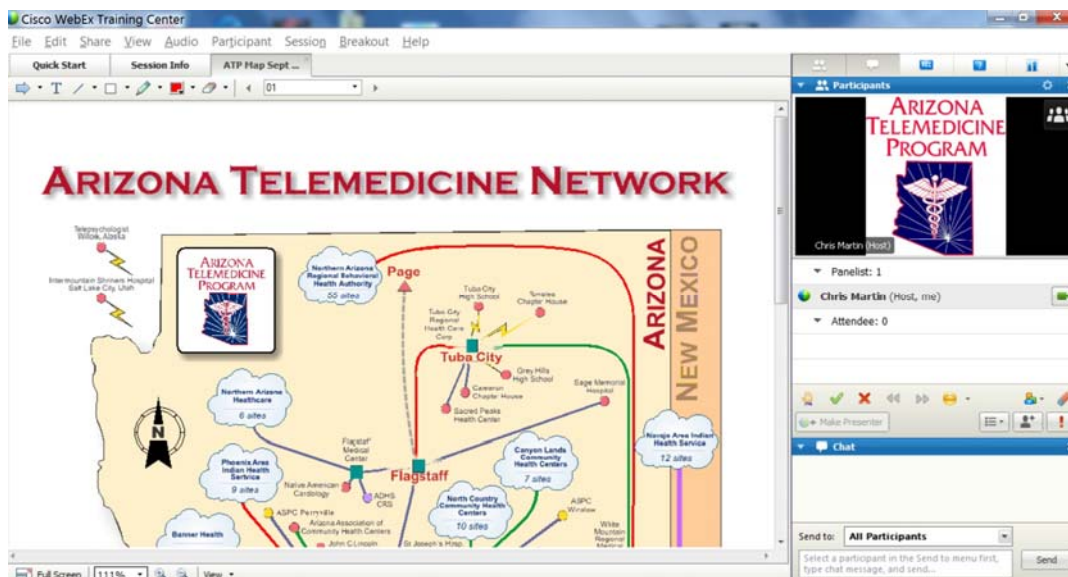 Cisco WebEx Training Center
File Edit Share View Audio Participant Session Breakout Help
Quick Start Session Info ATP Map Sept ...
T 01
ARIZONA TELEMEDICINE NETWORK
Telepsychologist
Willow, Alaska
Intermountain Shriners Hospital
Salt Lake City, Utah
ARIZONA
TELEMEDICINE
PROGRAM
Northern Arizona
Regional Behavioral
Health Authority
55 sites
Page
Tuba City
High School
Chapter House
Tuba City
Regional
Health Care
Corp
Tuba City
Grey Hills
High School
Cameron
Chapter House
Sacred Peaks
Health Center
Sage Memorial
Hospital
ARIZONA
NEW MEXICO
Northern Arizona
Healthcare
6 sites
N
Flagstaff
Medical
Center
Flagstaff
Canyon Lands
Community
Health Centers
7 sites
Navajo Area Indian
Health Service
12 sites
Phoenix Area
Indian Health
Service
9 sites
Native American
Cardiology
ADHS
CRS
North Country
Community Health
Centers
10 sites
ASPC
Winslow
ASPC Perryville
Arizona Association of
Community Health Centers
Banner Health
John C Lincoln
St Joseph's Hosp.
White
Mountain
Regional
Medical
Full Screen 111% View
Participants
ARIZONA
TELEMEDICINE
PROGRAM
Chris Martin (Host)
Panelist: 1
Chris Martin (Host, me)
Attendee: 0
Make Presenter
Chat
Send to: All Participants
Select a participant in the Send to menu first,
type chat message, and send...
Send